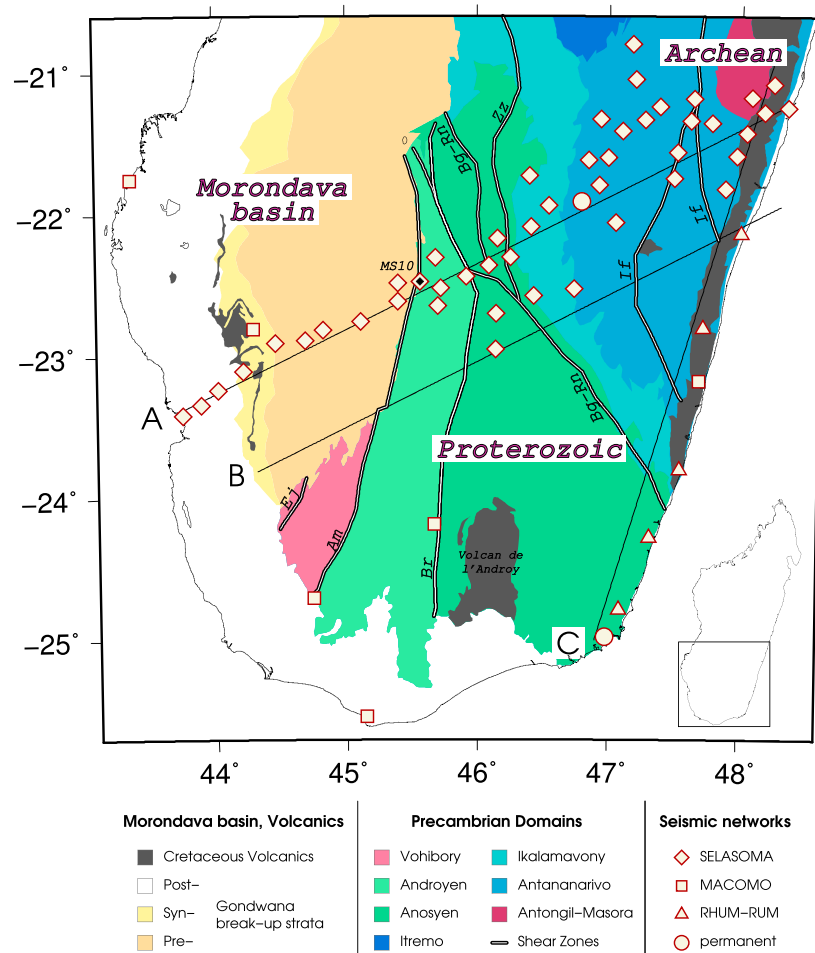 Archean
−21°
Zz
Bg-Rn
Morondava
basin
−22°
If
If
MS10
−23°
A
Bg-Rn
B
Proterozoic
Ej
−24°
Am
Br
Volcan de
l'Androy
−25°
C
44° 45° 46° 47° 48°
Morondava basin, Volcanics
Cretaceous Volcanics
Post−
Syn− Gondwana
break−up strata
Pre−
Precambrian Domains
Vohibory Ikalamavony
Androyen Antananarivo
Anosyen Antongil−Masora
Itremo Shear Zones
Seismic networks
SELASOMA
MACOMO
RHUM−RUM
permanent